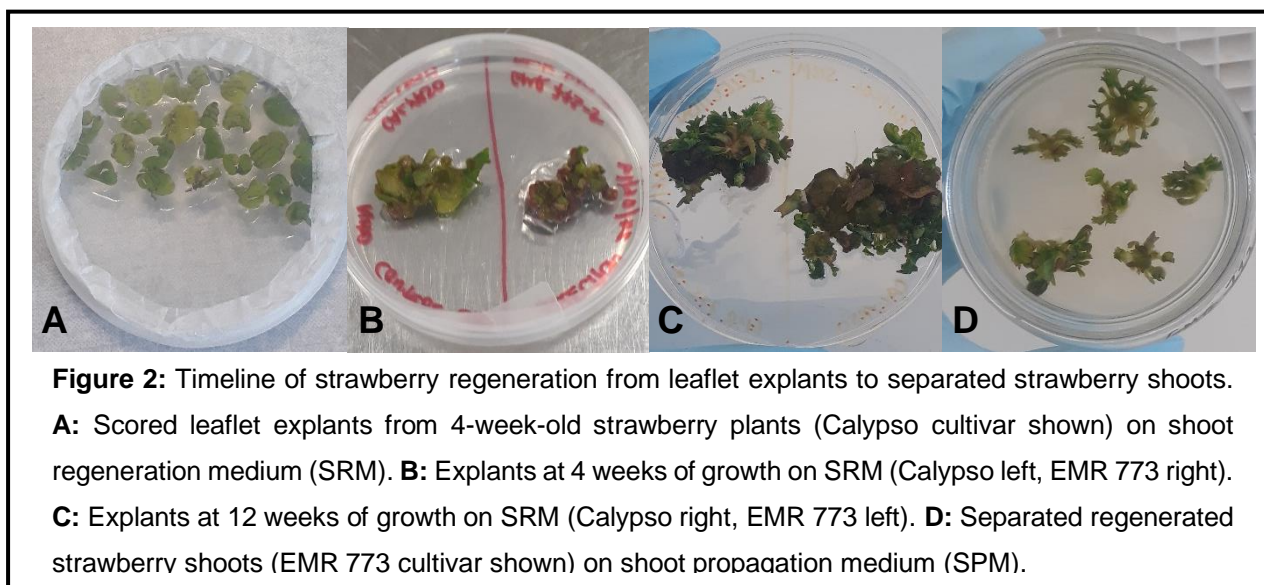 A
B
C
D
Figure 2: Timeline of strawberry regeneration from leaflet explants to separated strawberry shoots.
A: Scored leaflet explants from 4-week-old strawberry plants (Calypso cultivar shown) on shoot
regeneration medium (SRM). B: Explants at 4 weeks of growth on SRM (Calypso left, EMR 773 right).
C: Explants at 12 weeks of growth on SRM (Calypso right, EMR 773 left). D: Separated regenerated
strawberry shoots (EMR 773 cultivar shown) on shoot propagation medium (SPM).